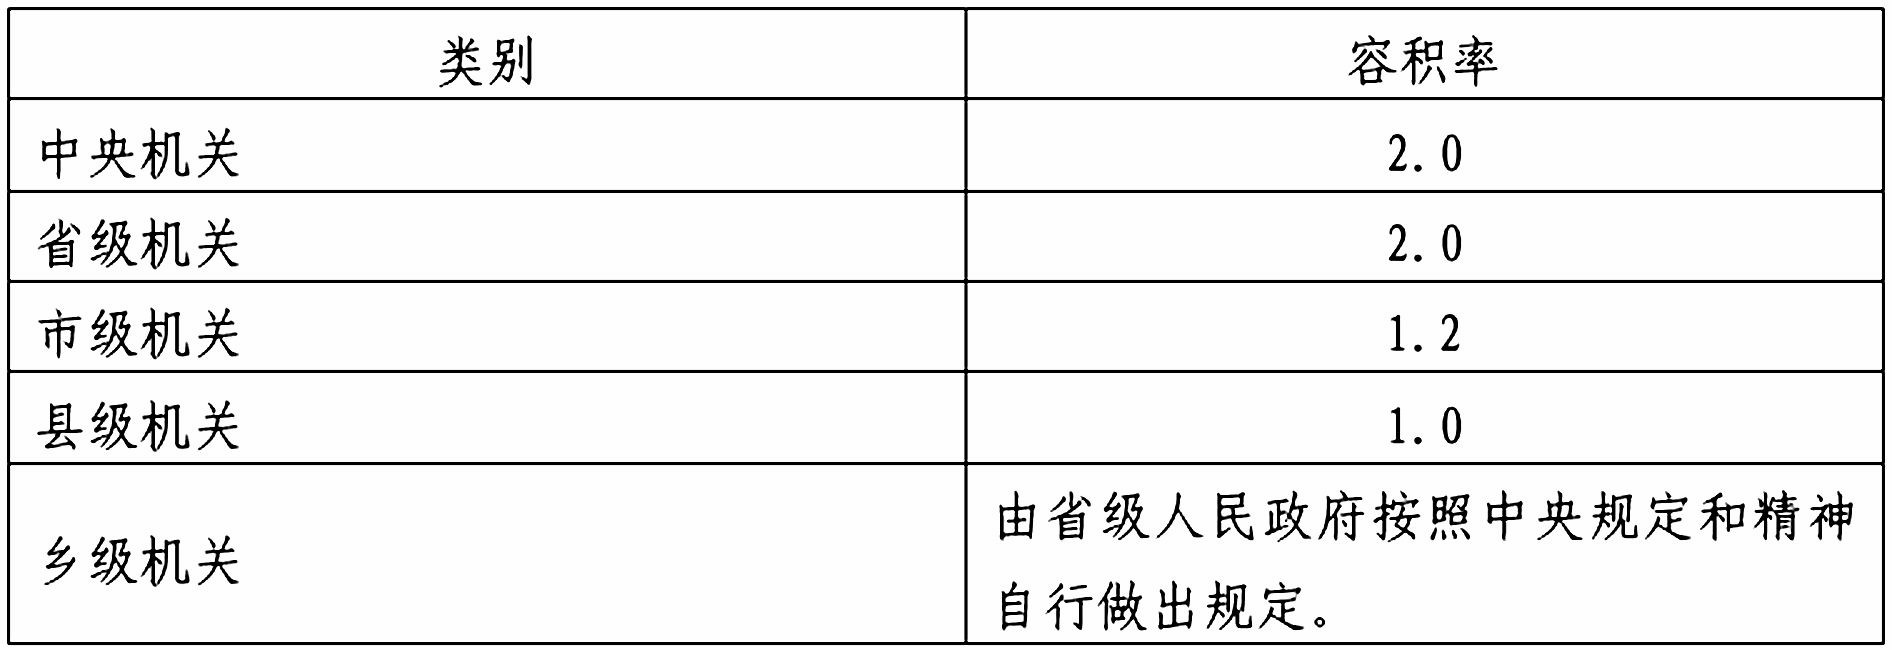 类别 容积率
中央机关 2.0
省级机关 2.0
市级机关 1.2
县级机关 1.0
乡级机关 由省级人民政府按照中央规定和精神
自行做出规定。